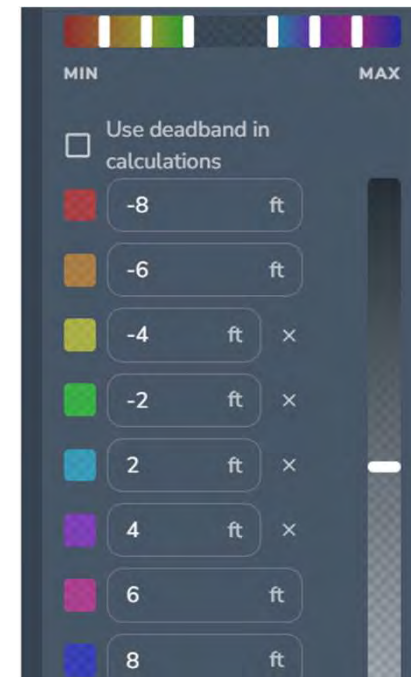 MIN MAX
Use deadband in
calculations
-8 ft
-6 ft
-4 ft ×
-2 ft ×
2 ft ×
4 ft ×
6 ft
8 ft